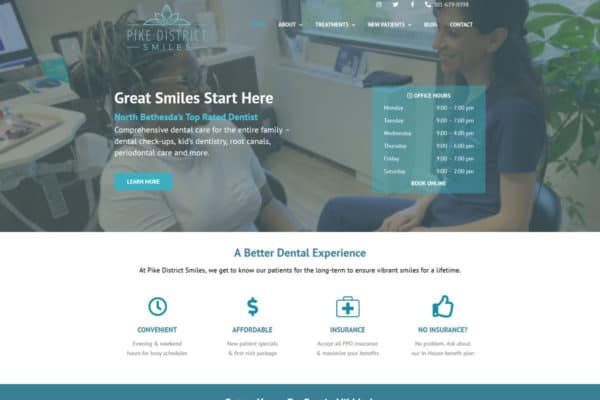 301-679-9398
PIKE DISTRICT
SMILES
HOME ABOUT TREATMENTS NEW PATIENTS BLOG CONTACT
Great Smiles Start Here
North Bethesda's Top Rated Dentist
Comprehensive dental care for the entire family –
dental check-ups, kid's dentistry, root canals,
periodontal care and more.
LEARN MORE
OFFICE HOURS
Monday 9:00 – 7:00 pm
Tuesday 9:00 – 7:00 pm
Wednesday 9:00 – 4:00 pm
Thursday 9:00 – 6:00 pm
Friday 9:00 – 7:00 pm
Saturday 9:00 – 2:00 pm
BOOK ONLINE
A Better Dental Experience
At Pike District Smiles, we get to know our patients for the long-term to ensure vibrant smiles for a lifetime.
CONVENIENT
Evening & weekend
hours for busy schedules
AFFORDABLE
New patient specials
& first visit package
INSURANCE
Accept all PPO insurance
& maximize your benefits
NO INSURANCE?
No problem. Ask about
our In-House benefit plan